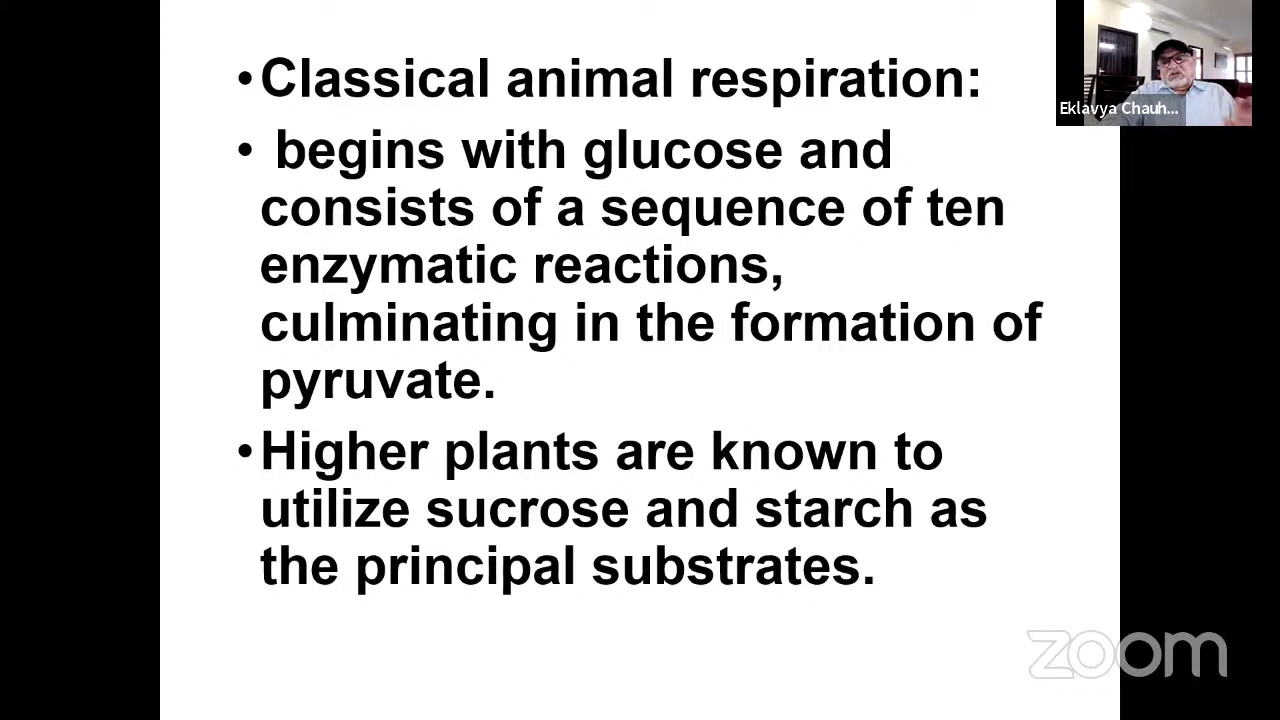 •Classical animal respiration:
• begins with glucose and
consists of a sequence of ten
enzymatic reactions,
culminating in the formation of
pyruvate.
•Higher plants are known to
utilize sucrose and starch as
the principal substrates.
Eklavya Chauh...
zoom